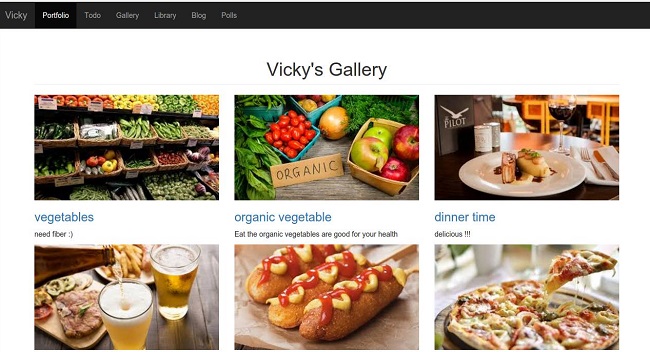 Vicky Portfolio Todo Gallery Library Blog Polls
Vicky's Gallery
PILOT
ORGANIC
vegetables organic vegetable dinner time
need fiber :) Eat the organic vegetables are good for your health delicious !!!